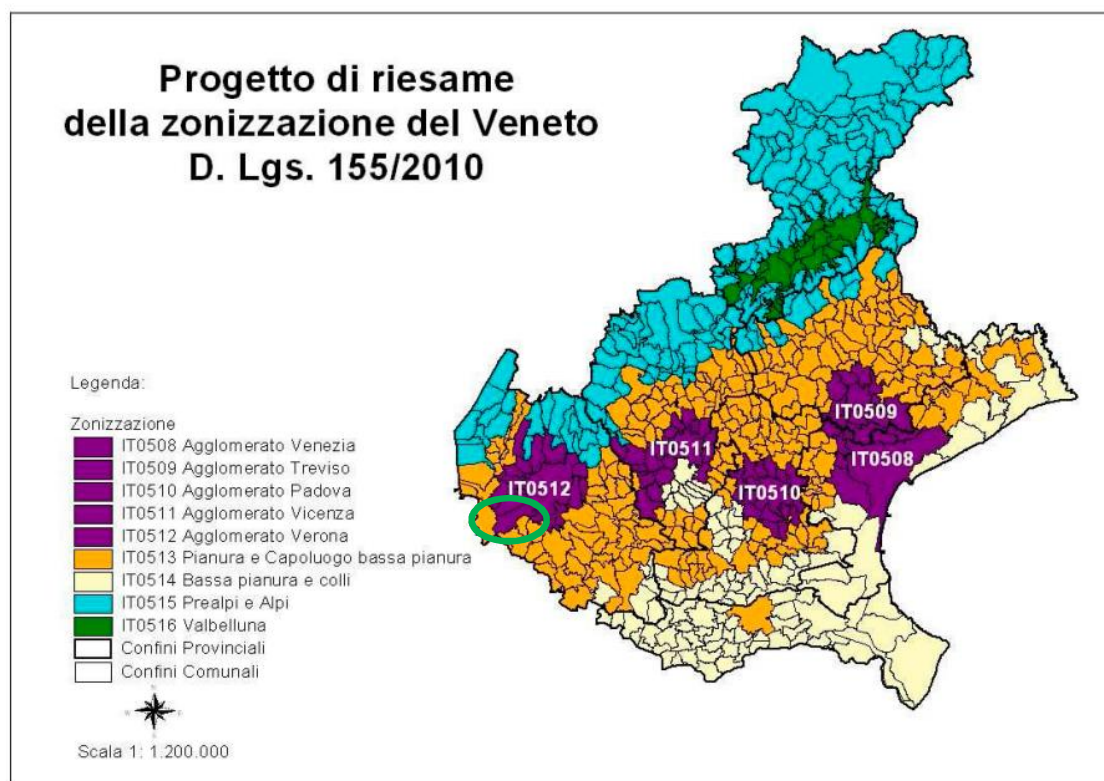 Progetto di riesame
della zonizzazione del Veneto
D. Lgs. 155/2010
IT0509
IT0511
IT0508
IT0512
IT0510
Legenda:
Zonizzazione
IT0508 Agglomerato Venezia
IT0509 Agglomerato Treviso
IT0510 Agglomerato Padova
IT0511 Agglomerato Vicenza
IT0512 Agglomerato Verona
IT0513 Pianura e Capoluogo bassa pianura
IT0514 Bassa pianura e colli
IT0515 Prealpi e Alpi
IT0516 Valbelluna
Confini Provinciali
Confini Comunali
Scala 1: 1.200.000